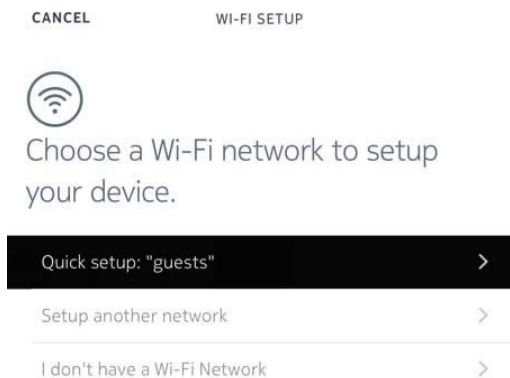 CANCEL WI-FI SETUP
Choose a Wi-Fi network to setup
your device.
Quick setup: "guests"
Setup another network
I don't have a Wi-Fi Network